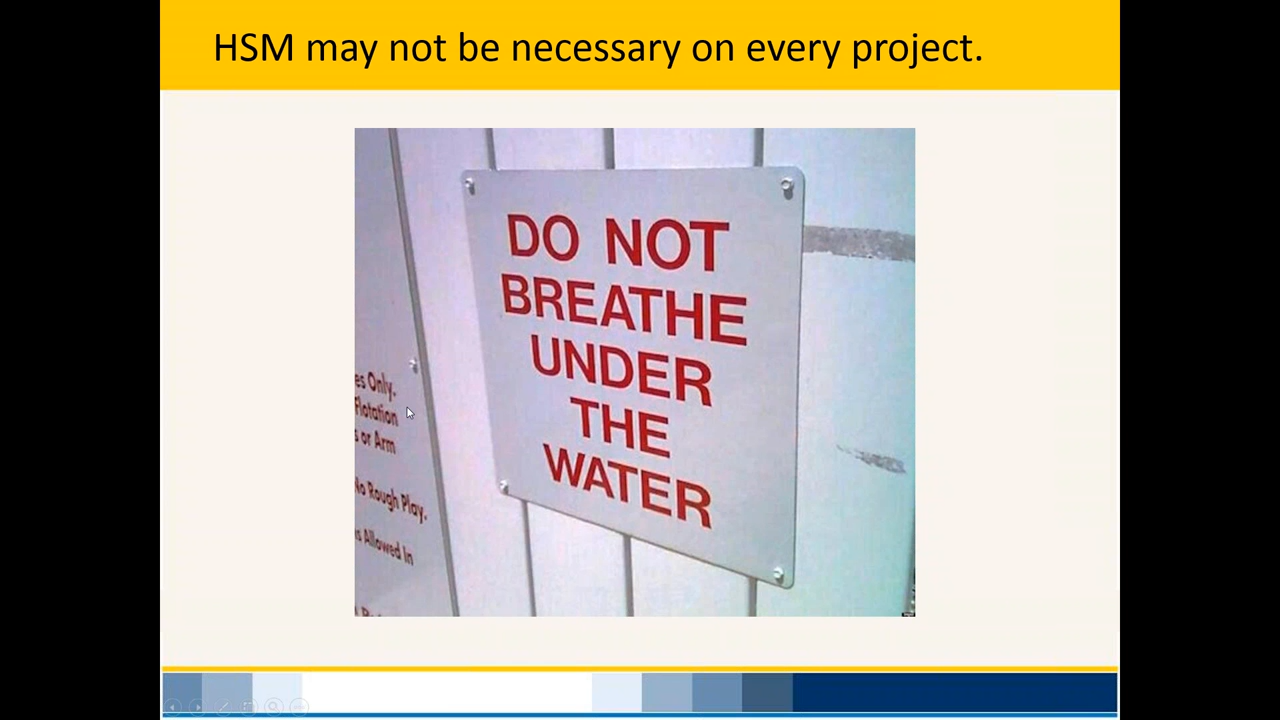 HSM may not be necessary on every project.
DO NOT
BREATHE
UNDER
THE
WATER
es Only.
Flotation
s or Arm
No Rough Play.
s Allowed In